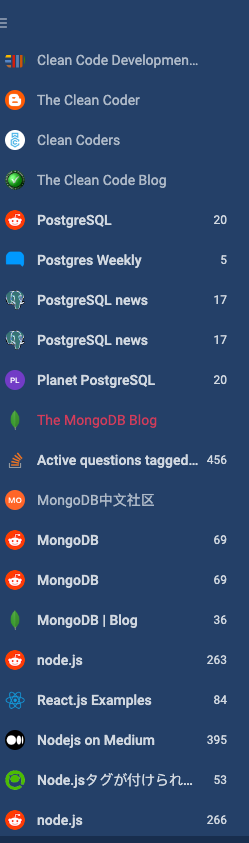 Clean Code Developmen...
The Clean Coder
Clean Coders
The Clean Code Blog
PostgreSQL 20
Postgres Weekly 5
PostgreSQL news 17
PostgreSQL news 17
PL Planet PostgreSQL 20
The MongoDB Blog
Active questions tagged... 456
MO MongoDB中文社区
MongoDB 69
MongoDB 69
MongoDB | Blog 36
node.js 263
React.js Examples 84
Nodejs on Medium 395
Node.jsタグが付けられ... 53
node.js 266